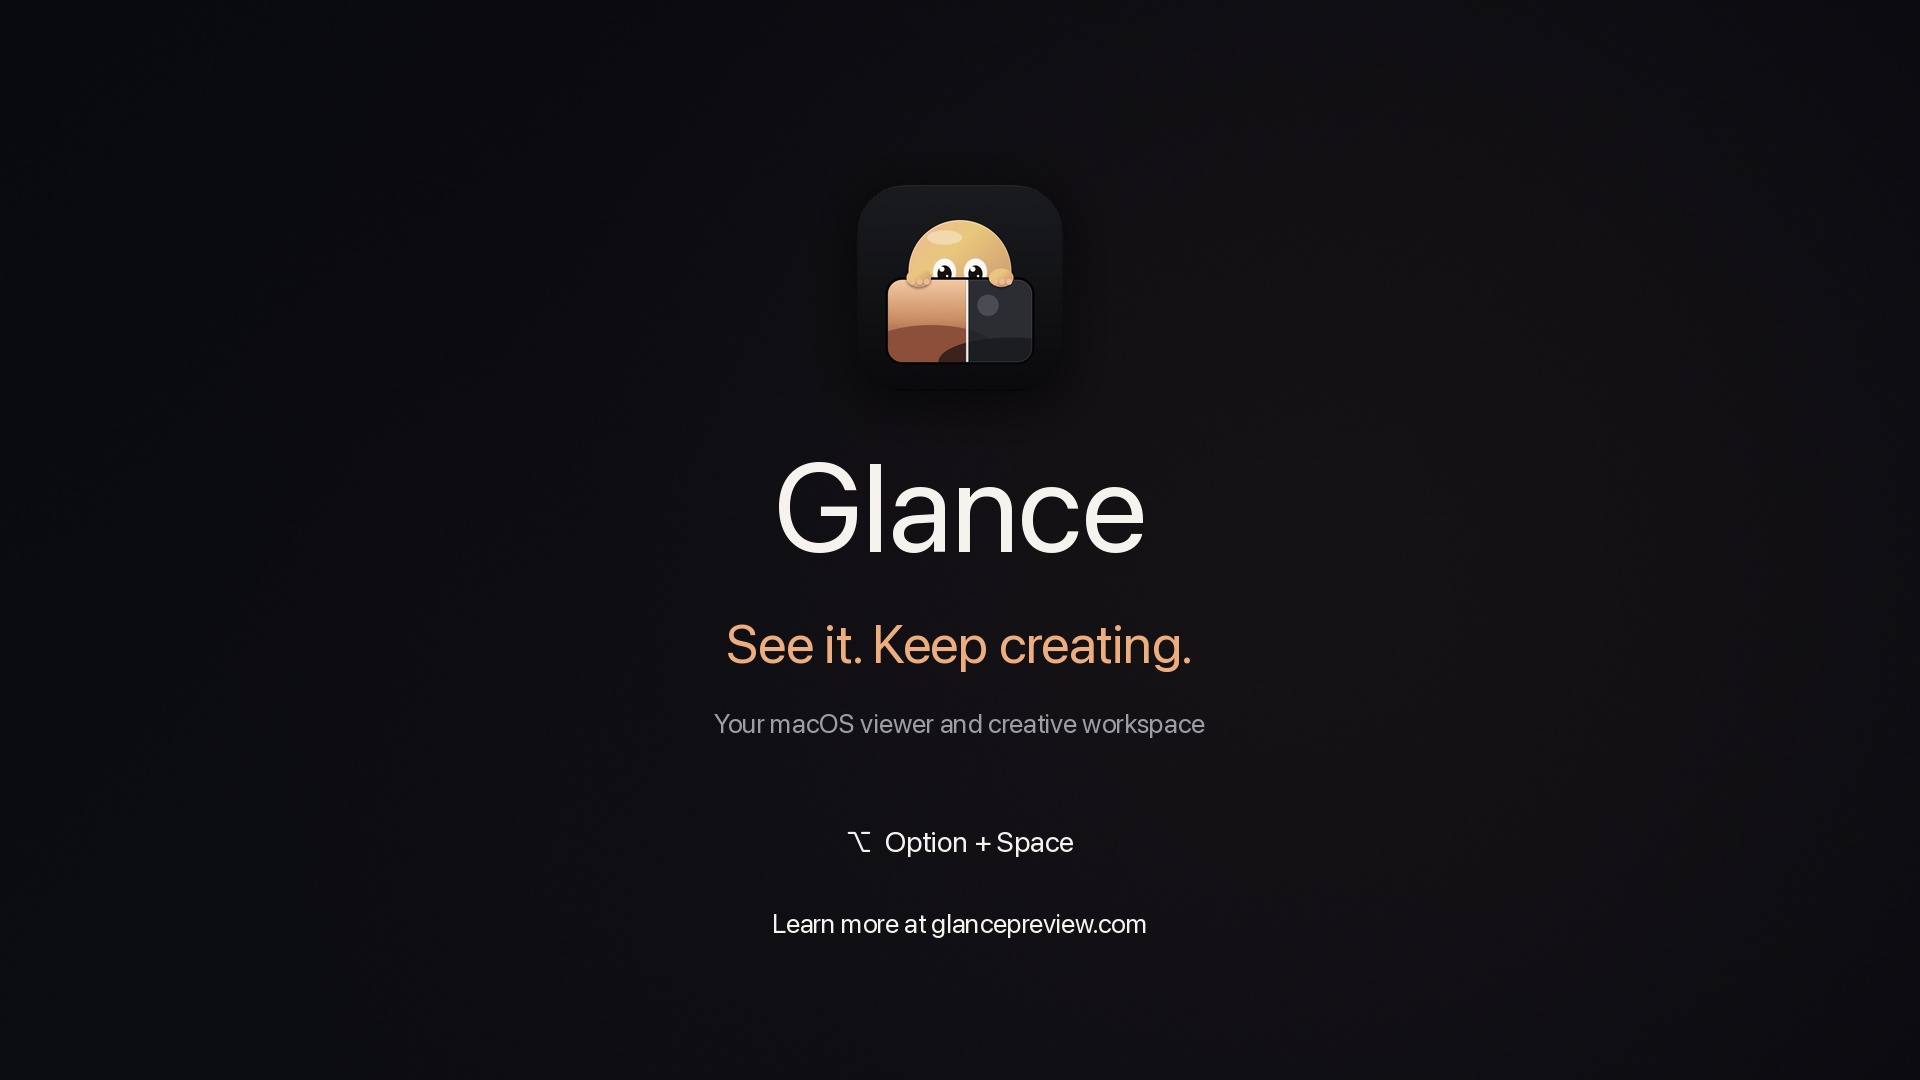 Glance
See it. Keep creating.
Your macOS viewer and creative workspace
⌥ Option + Space
Learn more at glancepreview.com